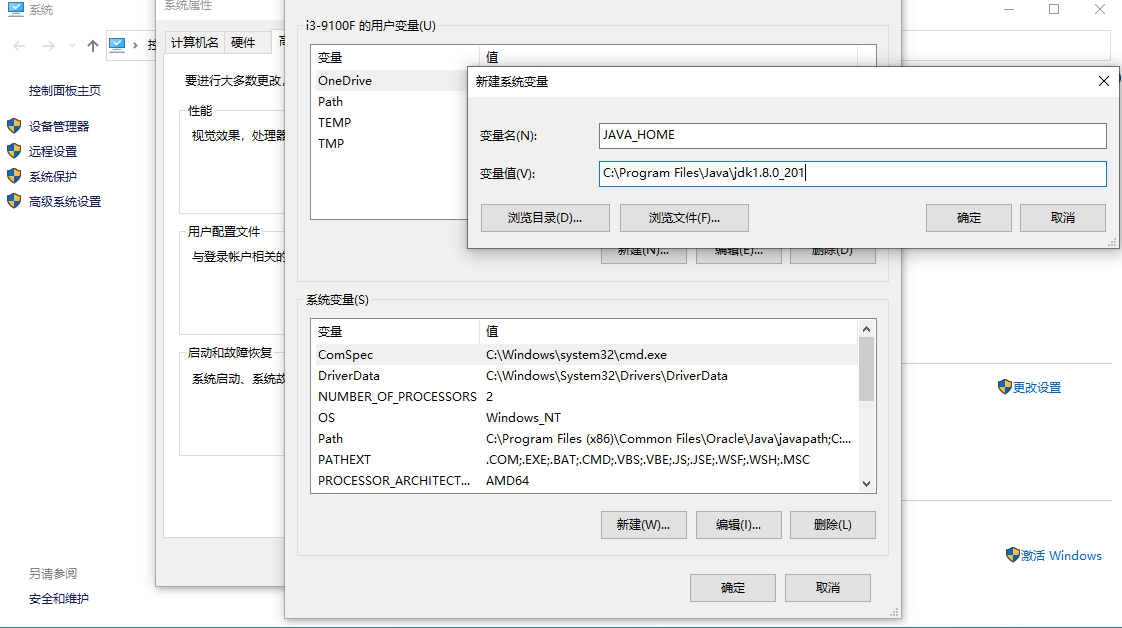 系统
控制面板主页
设备管理器
远程设置
系统保护
高级系统设置
另请参阅
安全和维护
系统属性
计算机名 硬件
要进行大多数更改，
性能
视觉效果，处理器
用户配置文件
与登录帐户相关的
启动和故障恢复
系统启动、系统故
i3-9100F 的用户变量(U)
变量 值
OneDrive
Path
TEMP
TMP
新建(N)... 编辑(E)... 删除(D)
新建系统变量
变量名(N): JAVA_HOME
变量值(V): C:\Program Files\Java\jdk1.8.0_201
浏览目录(D)... 浏览文件(F)... 确定 取消
系统变量(S)
变量 值
ComSpec C:\Windows\system32\cmd.exe
DriverData C:\Windows\System32\Drivers\DriverData
NUMBER_OF_PROCESSORS 2
OS Windows_NT
Path C:\Program Files (x86)\Common Files\Oracle\Java\javapath;C:...
PATHEXT .COM;.EXE;.BAT;.CMD;.VBS;.VBE;.JS;.JSE;.WSF;.WSH;.MSC
PROCESSOR_ARCHITECT... AMD64
新建(W)... 编辑(I)... 删除(L)
确定 取消
更改设置
激活 Windows